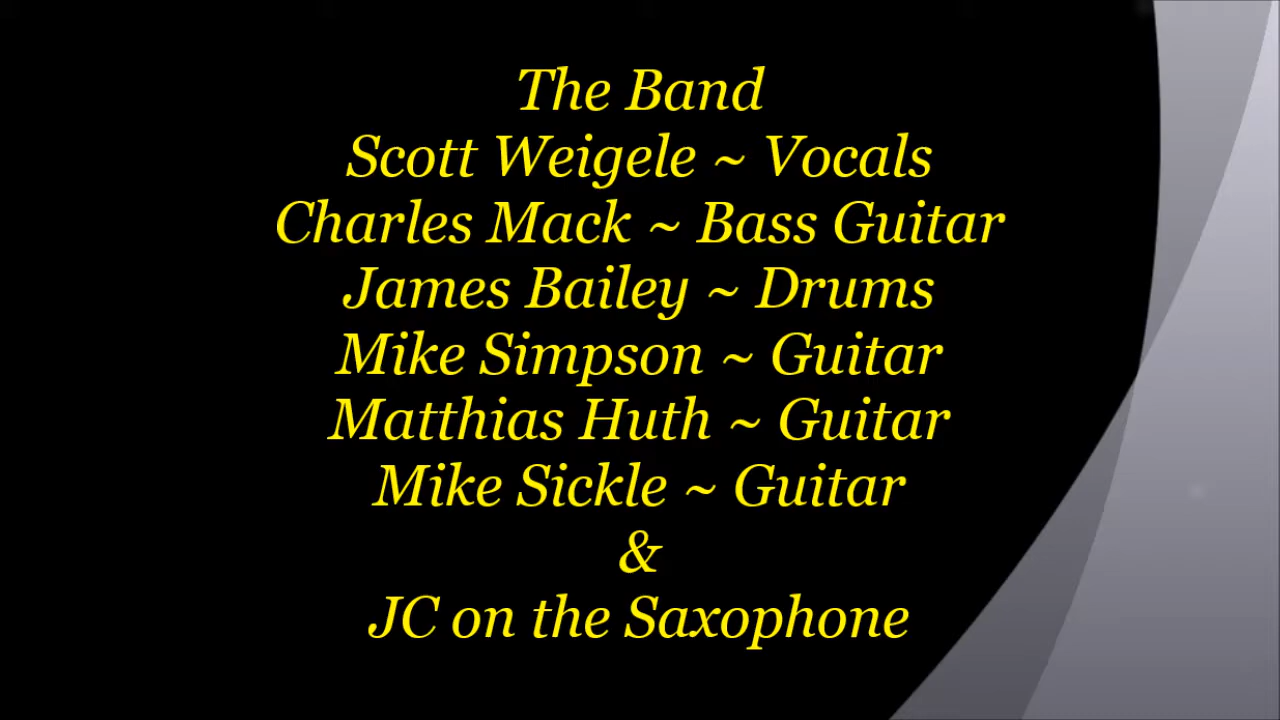 The Band
Scott Weigele ~ Vocals
Charles Mack ~ Bass Guitar
James Bailey ~ Drums
Mike Simpson ~ Guitar
Matthias Huth ~ Guitar
Mike Sickle ~ Guitar
&
JC on the Saxophone